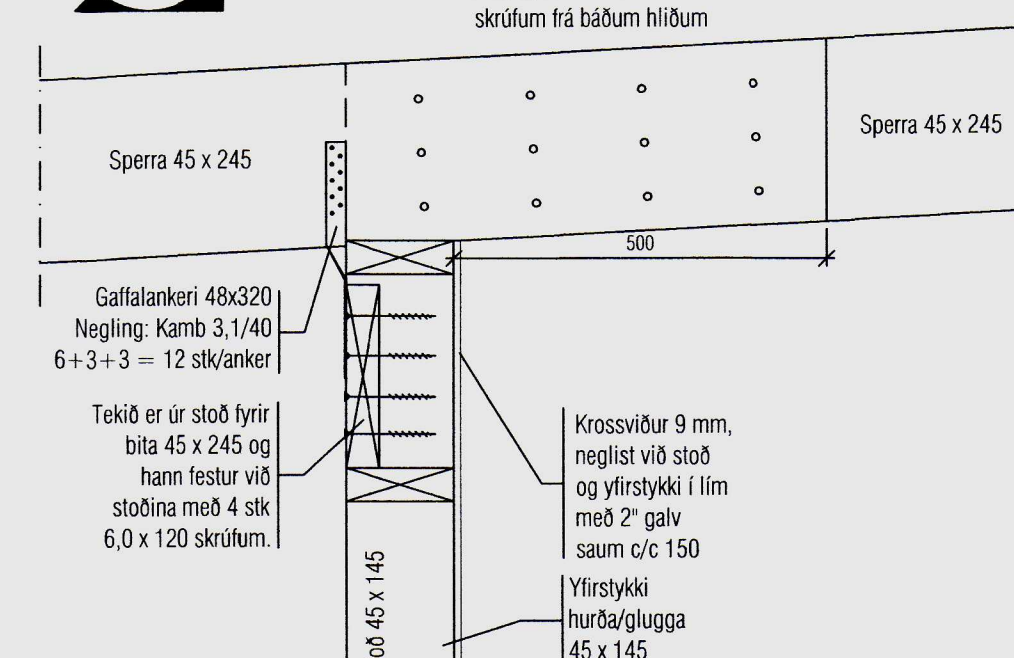 skrúfum frá báðum hliðum
Sperra 45 x 245
Sperra 45 x 245
500
Gaffalankeri 48x320
Negling: Kamb 3,1/40
6+3+3 = 12 stk/anker
Tekið er úr stoð fyrir
bita 45 x 245 og
hann festur við
stoðina með 4 stk
6,0 x 120 skrúfum.
Krossviður 9 mm,
neglist við stoð
og yfirstykki í lím
með 2" galv
saum c/c 150
Yfirstykki
hurða/glugga
45 x 145
oð 45 x 145